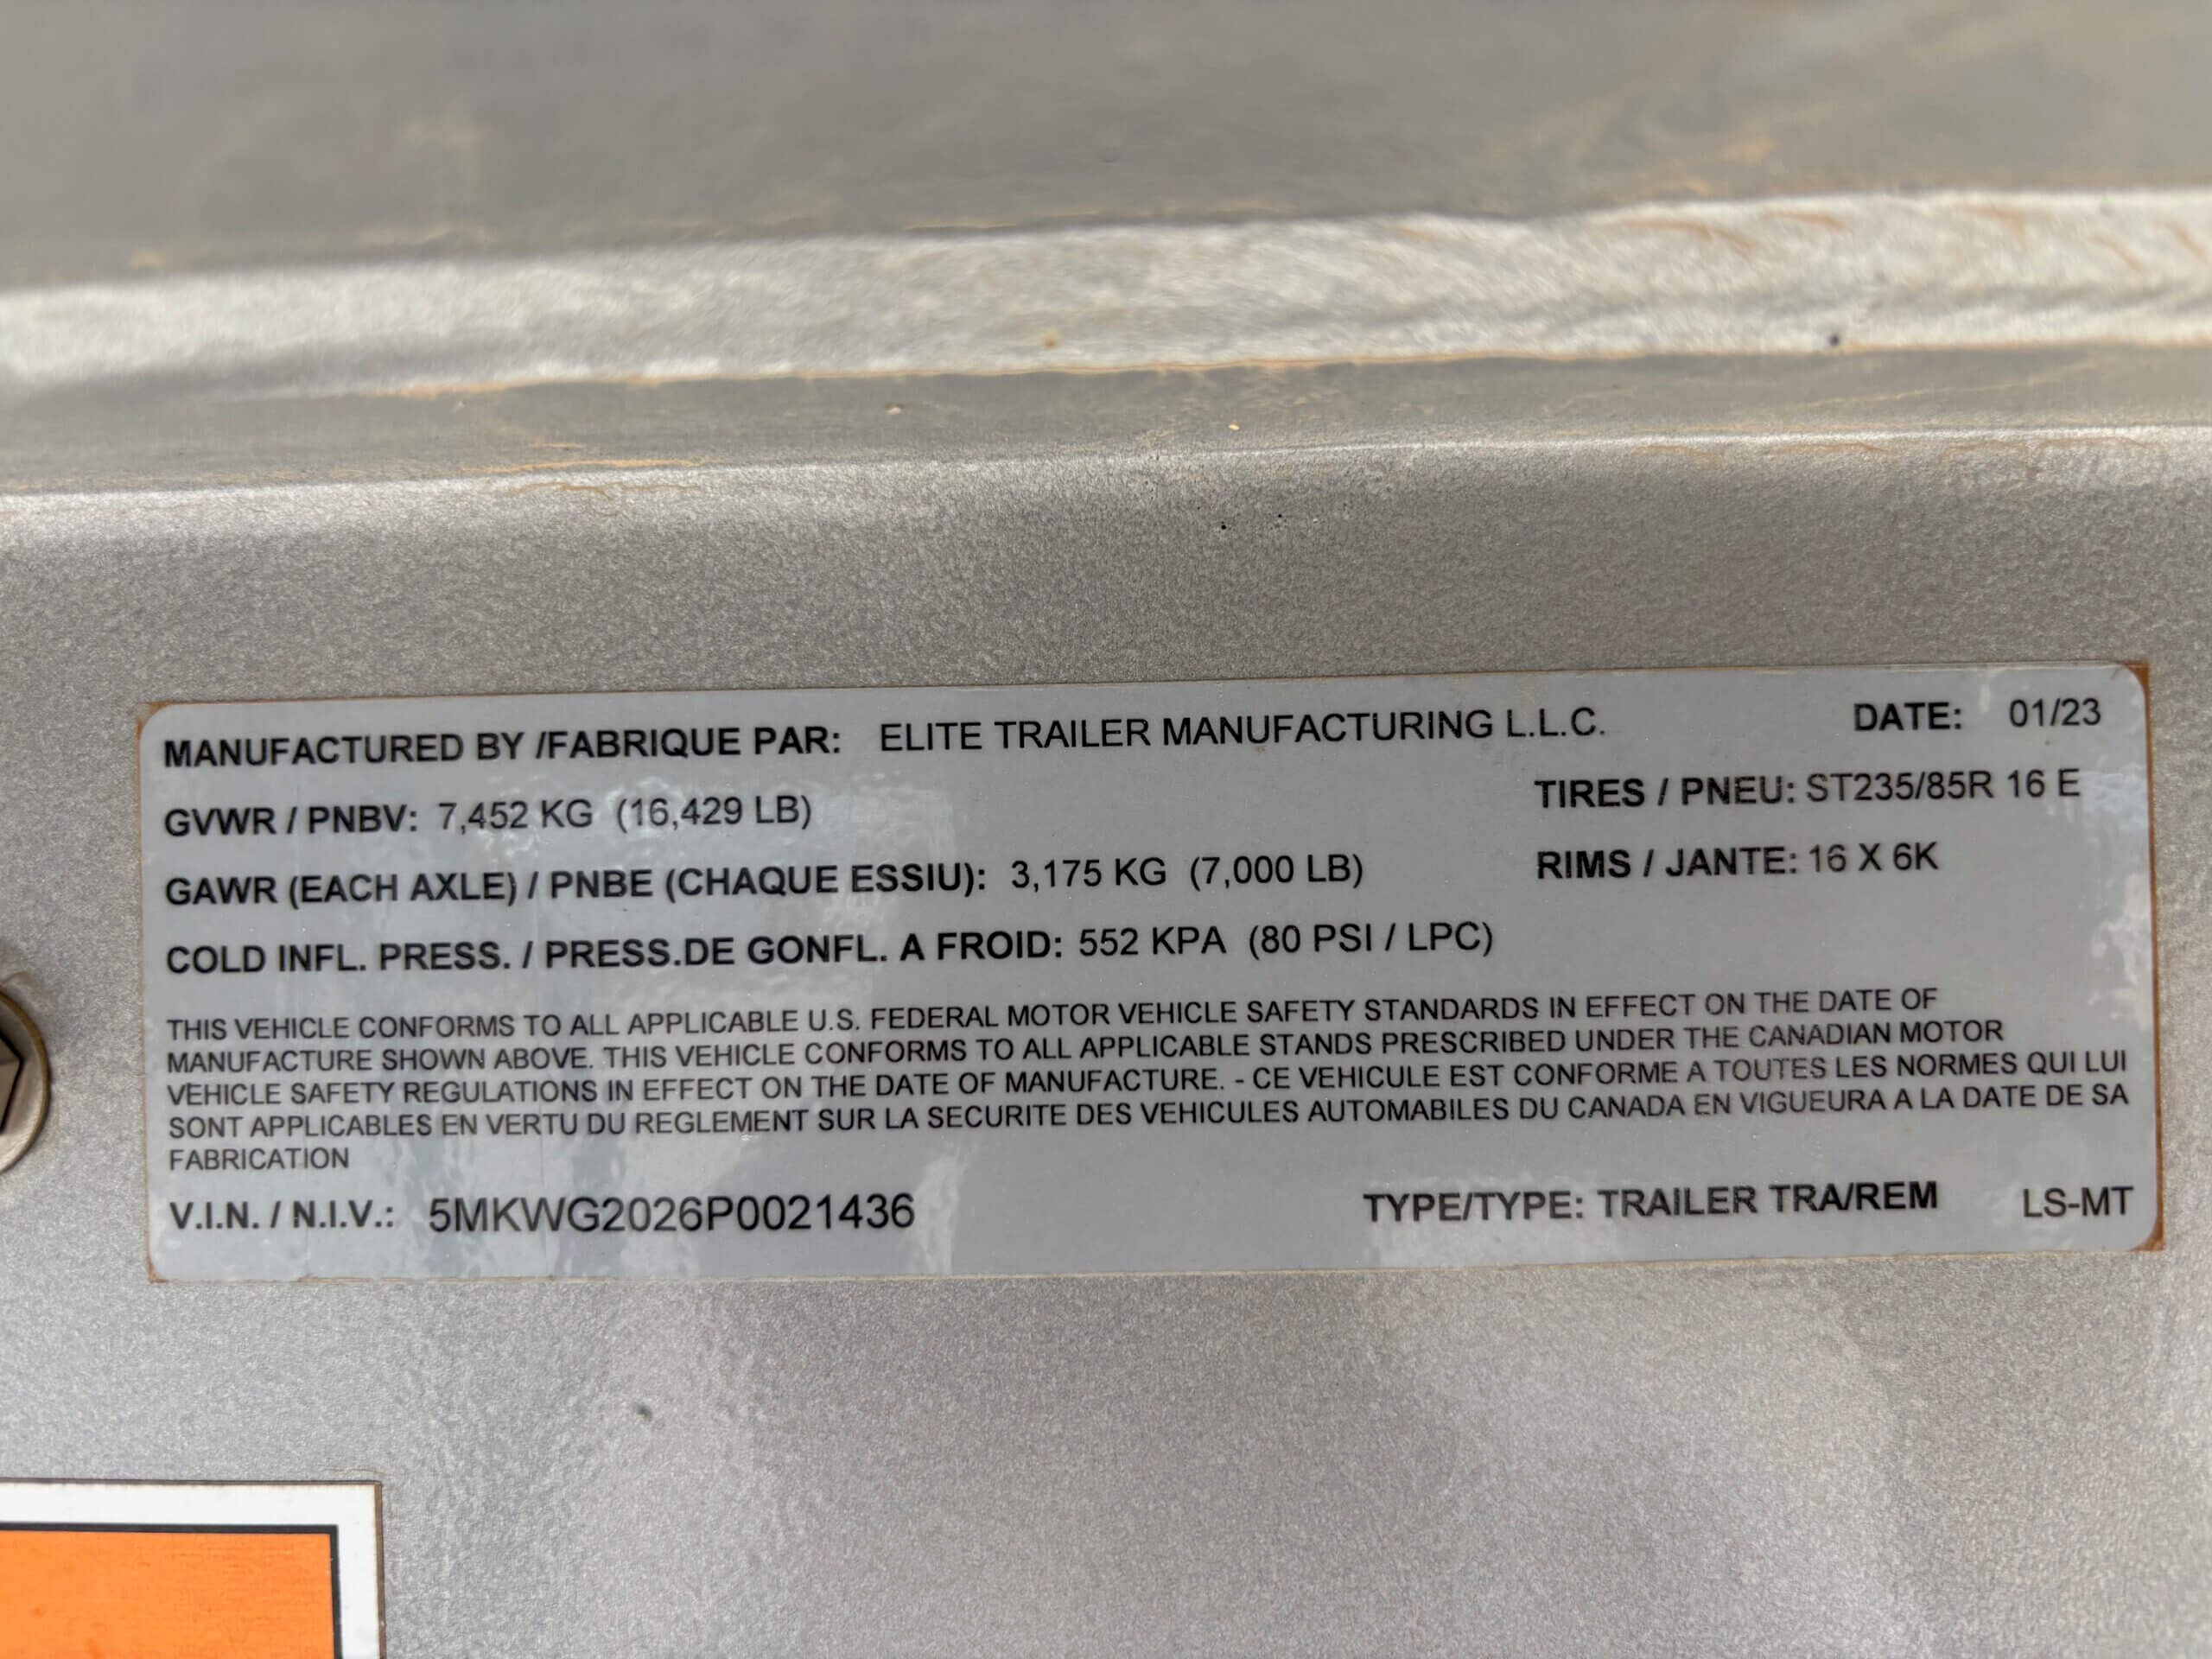 MANUFACTURED BY /FABRIQUE PAR: ELITE TRAILER MANUFACTURING L.L.C. DATE: 01/23
GVWR / PNBV: 7,452 KG (16,429 LB) TIRES / PNEU: ST235/85R 16 E
GAWR (EACH AXLE) / PNBE (CHAQUE ESSIU): 3,175 KG (7,000 LB) RIMS / JANTE: 16 X 6K
COLD INFL. PRESS. / PRESS.DE GONFL. A FROID: 552 KPA (80 PSI / LPC)
THIS VEHICLE CONFORMS TO ALL APPLICABLE U.S. FEDERAL MOTOR VEHICLE SAFETY STANDARDS IN EFFECT ON THE DATE OF
MANUFACTURE SHOWN ABOVE. THIS VEHICLE CONFORMS TO ALL APPLICABLE STANDS PRESCRIBED UNDER THE CANADIAN MOTOR
VEHICLE SAFETY REGULATIONS IN EFFECT ON THE DATE OF MANUFACTURE. - CE VEHICULE EST CONFORME A TOUTES LES NORMES QUI LUI
SONT APPLICABLES EN VERTU DU REGLEMENT SUR LA SECURITE DES VEHICULES AUTOMABILES DU CANADA EN VIGUEURA A LA DATE DE SA
FABRICATION
V.I.N. / N.I.V.: 5MKWG2026P0021436 TYPE/TYPE: TRAILER TRA/REM LS-MT